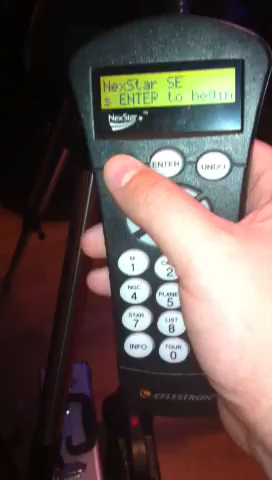 NexStar SE
s ENTER to begin
NexStar
ENTER
UNDO
M
1
2
NGC
4
PLANET
5
STAR
7
LIST
8
INFO
TOUR
0
CELESTRON